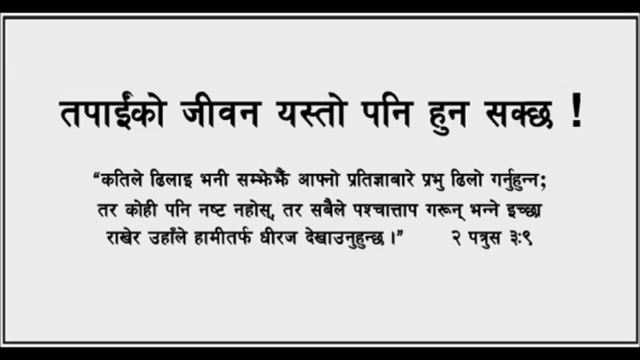 तपाईंको जीवन यस्तो पनि हुन सक्छ !
“कतिले ढिलाइ भनी सम्झेझैं आफ्नो प्रतिज्ञाबारे प्रभु ढिलो गर्नुहुन्न;
तर कोही पनि नष्ट नहोस्, तर सबैले पश्चात्ताप गरून् भन्ने इच्छा
राखेर उहाँले हामीतर्फ धीरज देखाउनुहुन्छ ।” २ पत्रुस ३:९